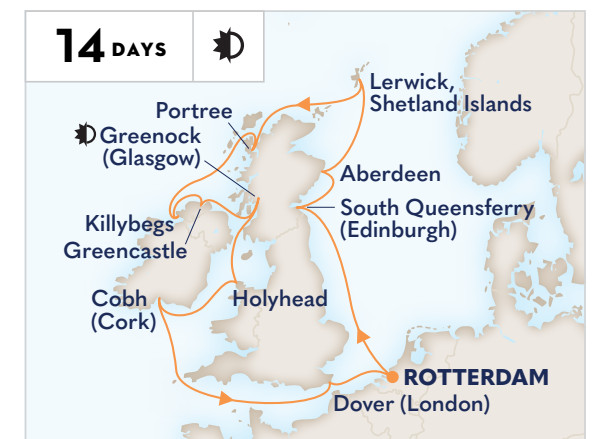 14 DAYS
Lerwick,
Shetland Islands
Portree
Greenock
(Glasgow)
Aberdeen
South Queensferry
(Edinburgh)
Killybegs
Greencastle
Cobh
(Cork)
Holyhead
ROTTERDAM
Dover (London)